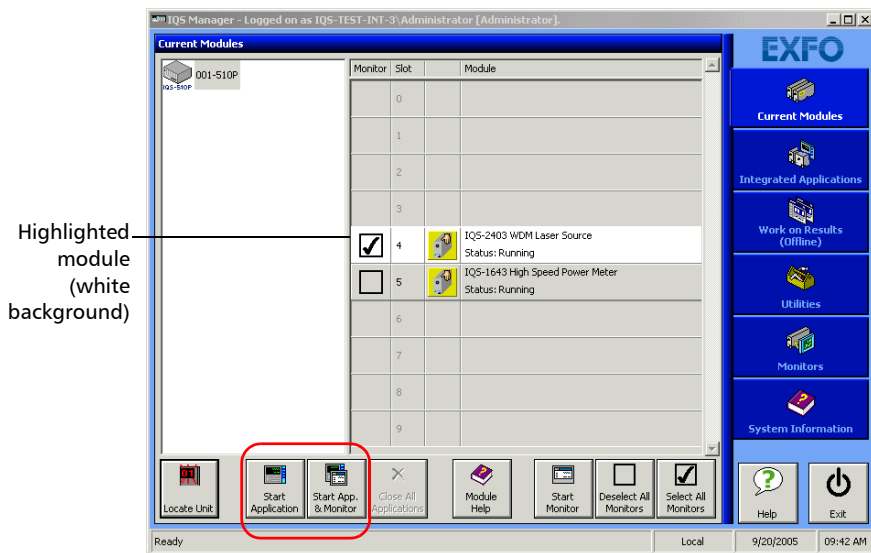 IQS Manager - Logged on as IQS-TEST-INT-3\Administrator [Administrator].
Current Modules
001-510P
IQS-510P
Monitor Slot Module
0
1
2
3
4
IQS-2403 WDM Laser Source
Status: Running
5
IQS-1643 High Speed Power Meter
Status: Running
6
7
8
9
Highlighted
module
(white
background)
EXFO
Current Modules
Integrated Applications
Work on Results
(Offline)
Utilities
Monitors
System Information
Locate Unit
Start
Application
Start App.
& Monitor
Close All
Applications
Module
Help
Start
Monitor
Deselect All
Monitors
Select All
Monitors
Help
Exit
Ready
Local
9/20/2005
09:42 AM